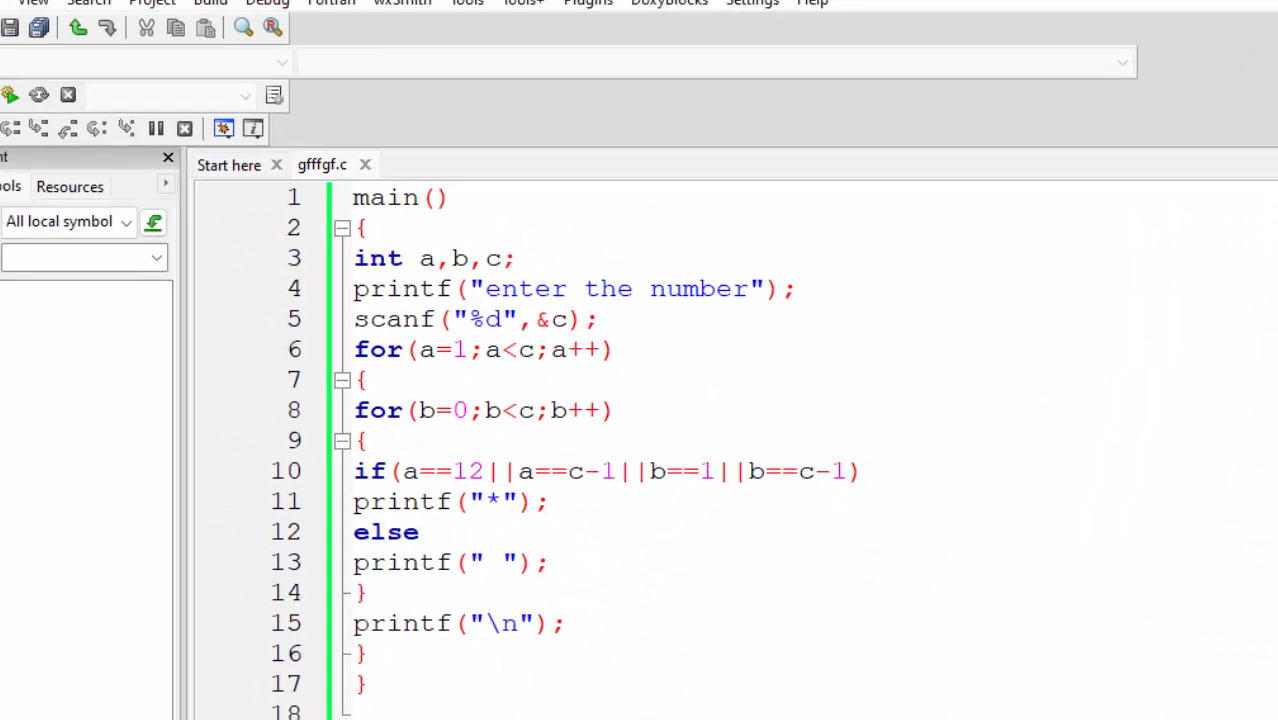 View Search Project Build Debug Fortran wxSmith Tools Tools+ Plugins DoxyBlocks Settings Help
Start here gfffgf.c
Resources
All local symbol
1 main()
2 {
3 int a,b,c;
4 printf("enter the number");
5 scanf("%d",&c);
6 for(a=1;a<c;a++)
7 {
8 for(b=0;b<c;b++)
9 {
10 if(a==12||a==c-1||b==1||b==c-1)
11 printf("*");
12 else
13 printf(" ");
14 }
15 printf("\n");
16 }
17 }
18